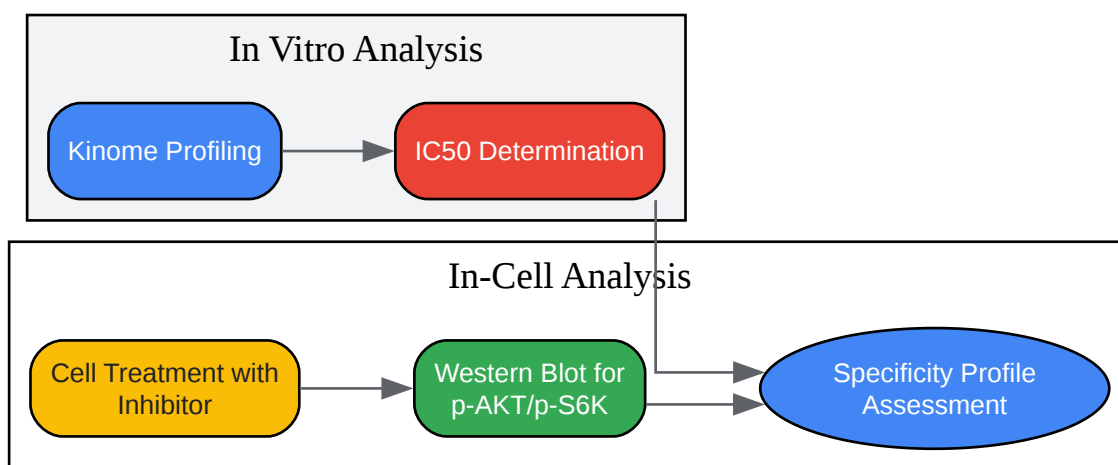 In Vitro Analysis
Kinome Profiling
IC50 Determination
In-Cell Analysis
Cell Treatment with
Inhibitor
Western Blot for
p-AKT/p-S6K
Specificity Profile
Assessment